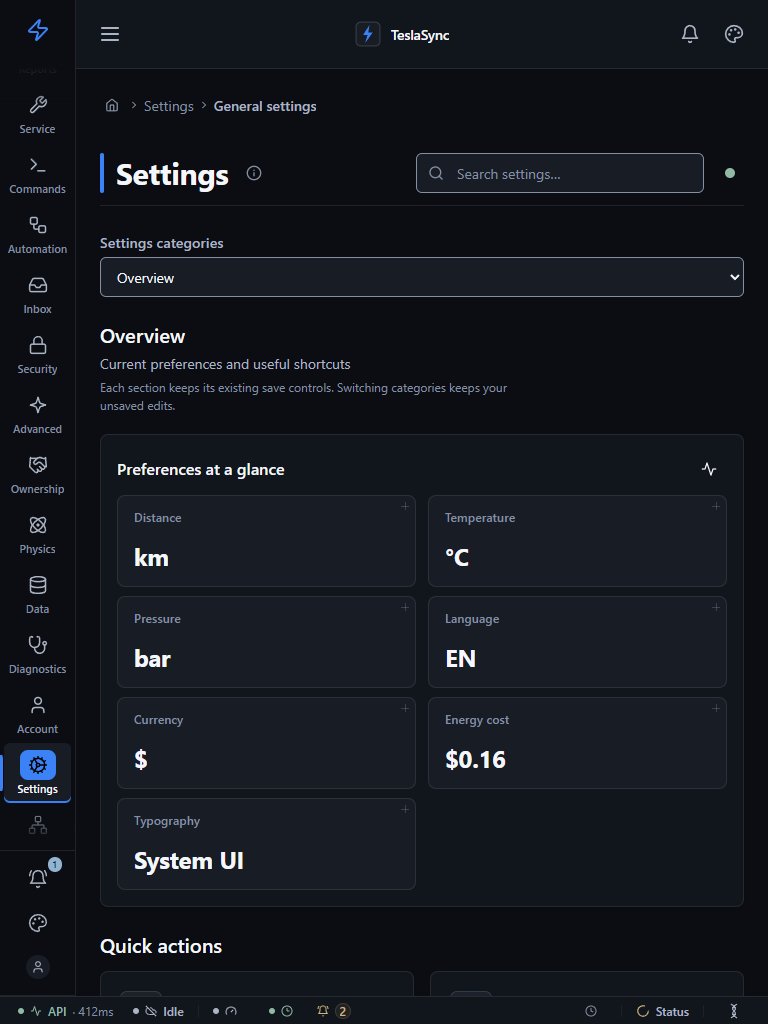 TeslaSync
Reports
Service
Commands
Automation
Inbox
Security
Advanced
Ownership
Physics
Data
Diagnostics
Account
Settings
1
Settings > General settings
Settings
Search settings...
Settings categories
Overview
Overview
Current preferences and useful shortcuts
Each section keeps its existing save controls. Switching categories keeps your
unsaved edits.
Preferences at a glance
Distance
km
Temperature
°C
Pressure
bar
Language
EN
Currency
$
Energy cost
$0.16
Typography
System UI
Quick actions
API · 412ms
Idle
2
Status